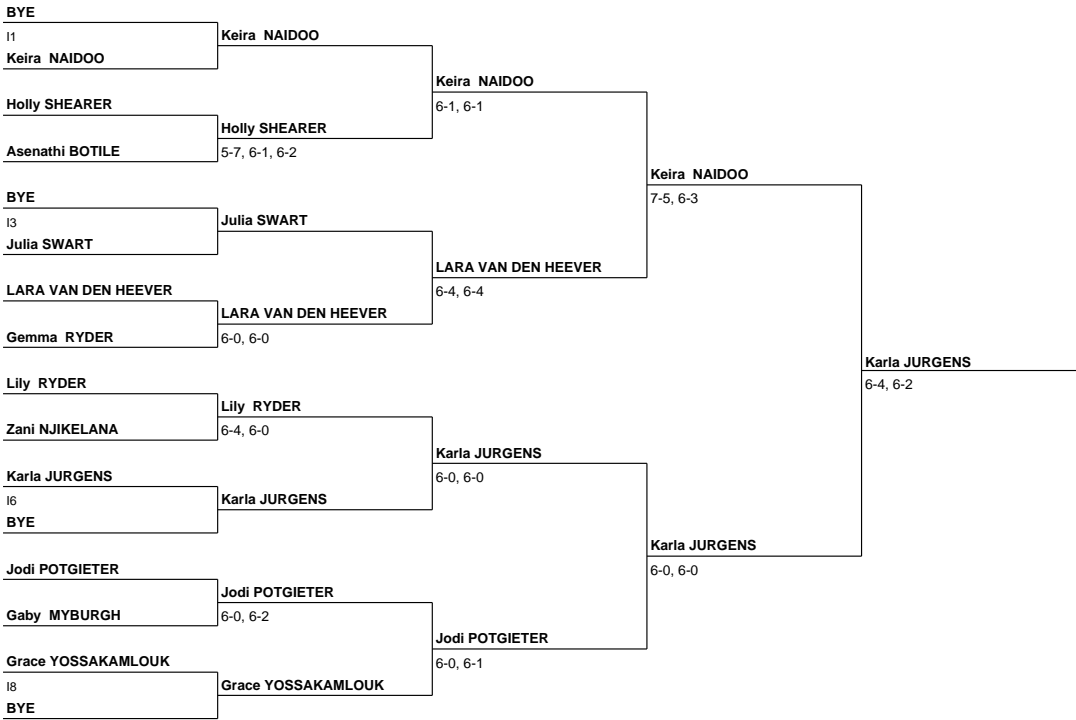 BYE
I1
Keira NAIDOO
Keira NAIDOO
Holly SHEARER
Asenathi BOTILE
Holly SHEARER
5-7, 6-1, 6-2
Keira NAIDOO
6-1, 6-1
BYE
I3
Julia SWART
Julia SWART
LARA VAN DEN HEEVER
Gemma RYDER
LARA VAN DEN HEEVER
6-0, 6-0
LARA VAN DEN HEEVER
6-4, 6-4
Keira NAIDOO
7-5, 6-3
Lily RYDER
Zani NJIKELANA
Lily RYDER
6-4, 6-0
Karla JURGENS
I6
BYE
Karla JURGENS
Karla JURGENS
6-0, 6-0
Jodi POTGIETER
Gaby MYBURGH
Jodi POTGIETER
6-0, 6-2
Grace YOSSAKAMLOUK
I8
BYE
Grace YOSSAKAMLOUK
Jodi POTGIETER
6-0, 6-1
Karla JURGENS
6-0, 6-0
Karla JURGENS
6-4, 6-2